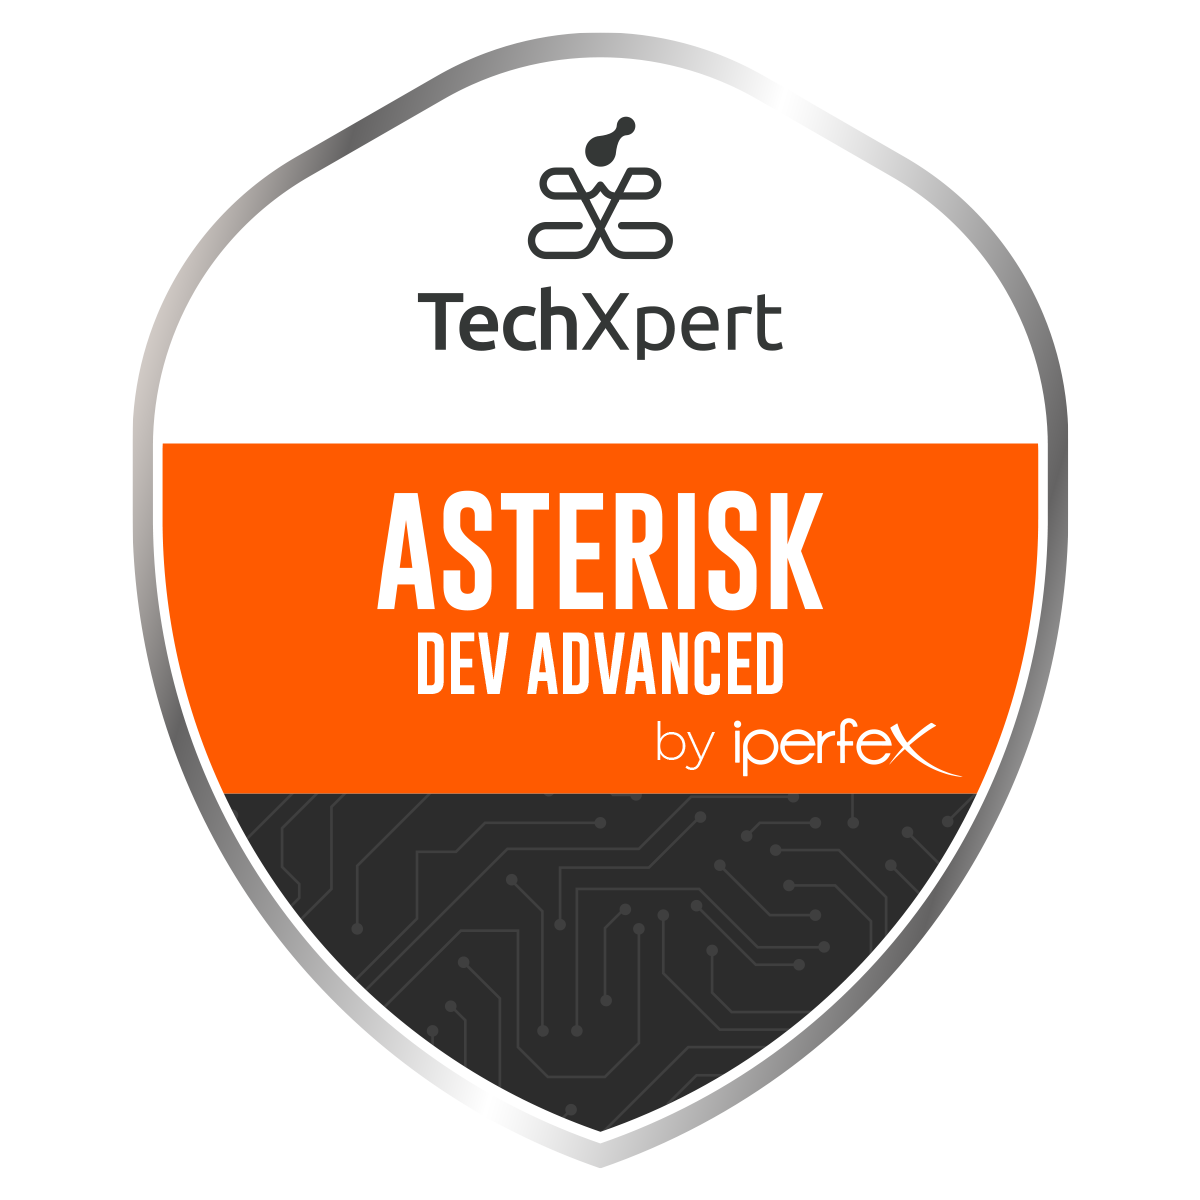 TechXpert
ASTERISK
DEV ADVANCED
by iperfex